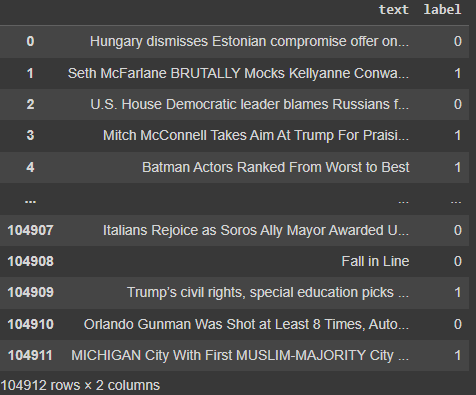 text label
0 Hungary dismisses Estonian compromise offer on... 0
1 Seth McFarlane BRUTALLY Mocks Kellyanne Conwa... 1
2 U.S. House Democratic leader blames Russians f... 0
3 Mitch McConnell Takes Aim At Trump For Praisi... 1
4 Batman Actors Ranked From Worst to Best 1
... ... ...
104907 Italians Rejoice as Soros Ally Mayor Awarded U... 0
104908 Fall in Line 0
104909 Trump's civil rights, special education picks ... 1
104910 Orlando Gunman Was Shot at Least 8 Times, Auto... 0
104911 MICHIGAN City With First MUSLIM-MAJORITY City ... 1
104912 rows × 2 columns